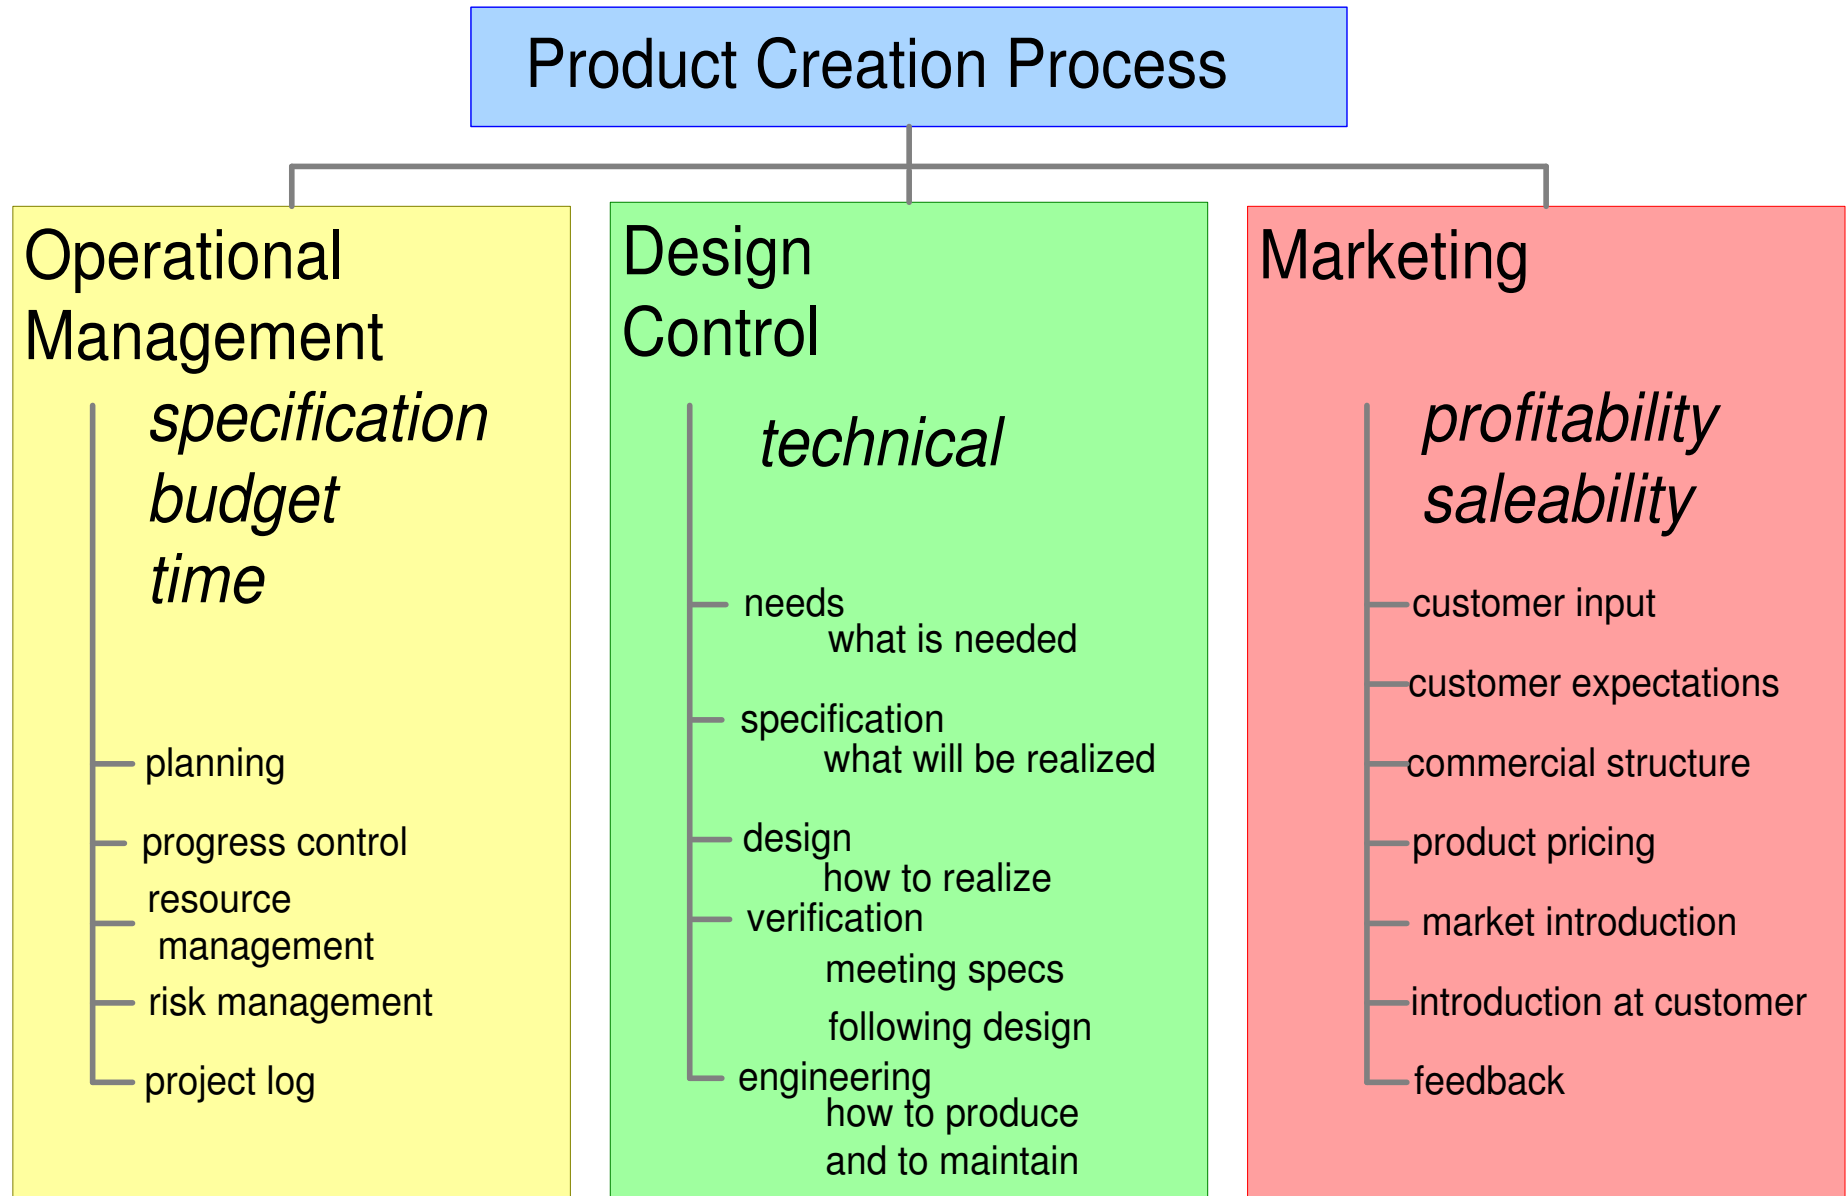 Product Creation Process
Operational
Management
specification
budget
time
planning
progress control
resource
management
risk management
project log
Design
Control
technical
needs
what is needed
specification
what will be realized
design
how to realize
verification
meeting specs
following design
engineering
how to produce
and to maintain
Marketing
profitability
saleability
customer input
customer expectations
commercial structure
product pricing
market introduction
introduction at customer
feedback